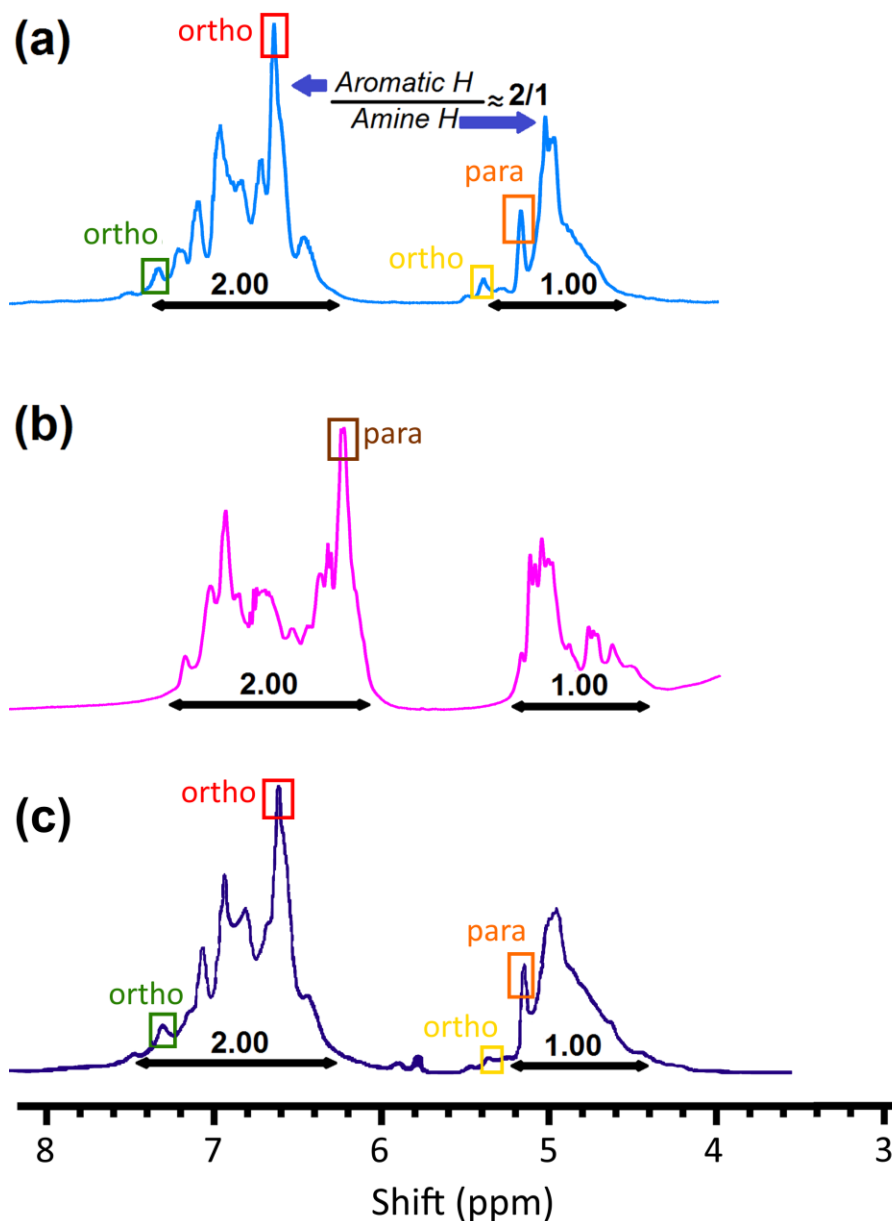 (a)
ortho
Aromatic H
Amine H
≈ 2/1
para
ortho
ortho
2.00
1.00
(b)
para
2.00
1.00
(c)
ortho
para
ortho
ortho
2.00
1.00
8 7 6 5 4 3
Shift (ppm)